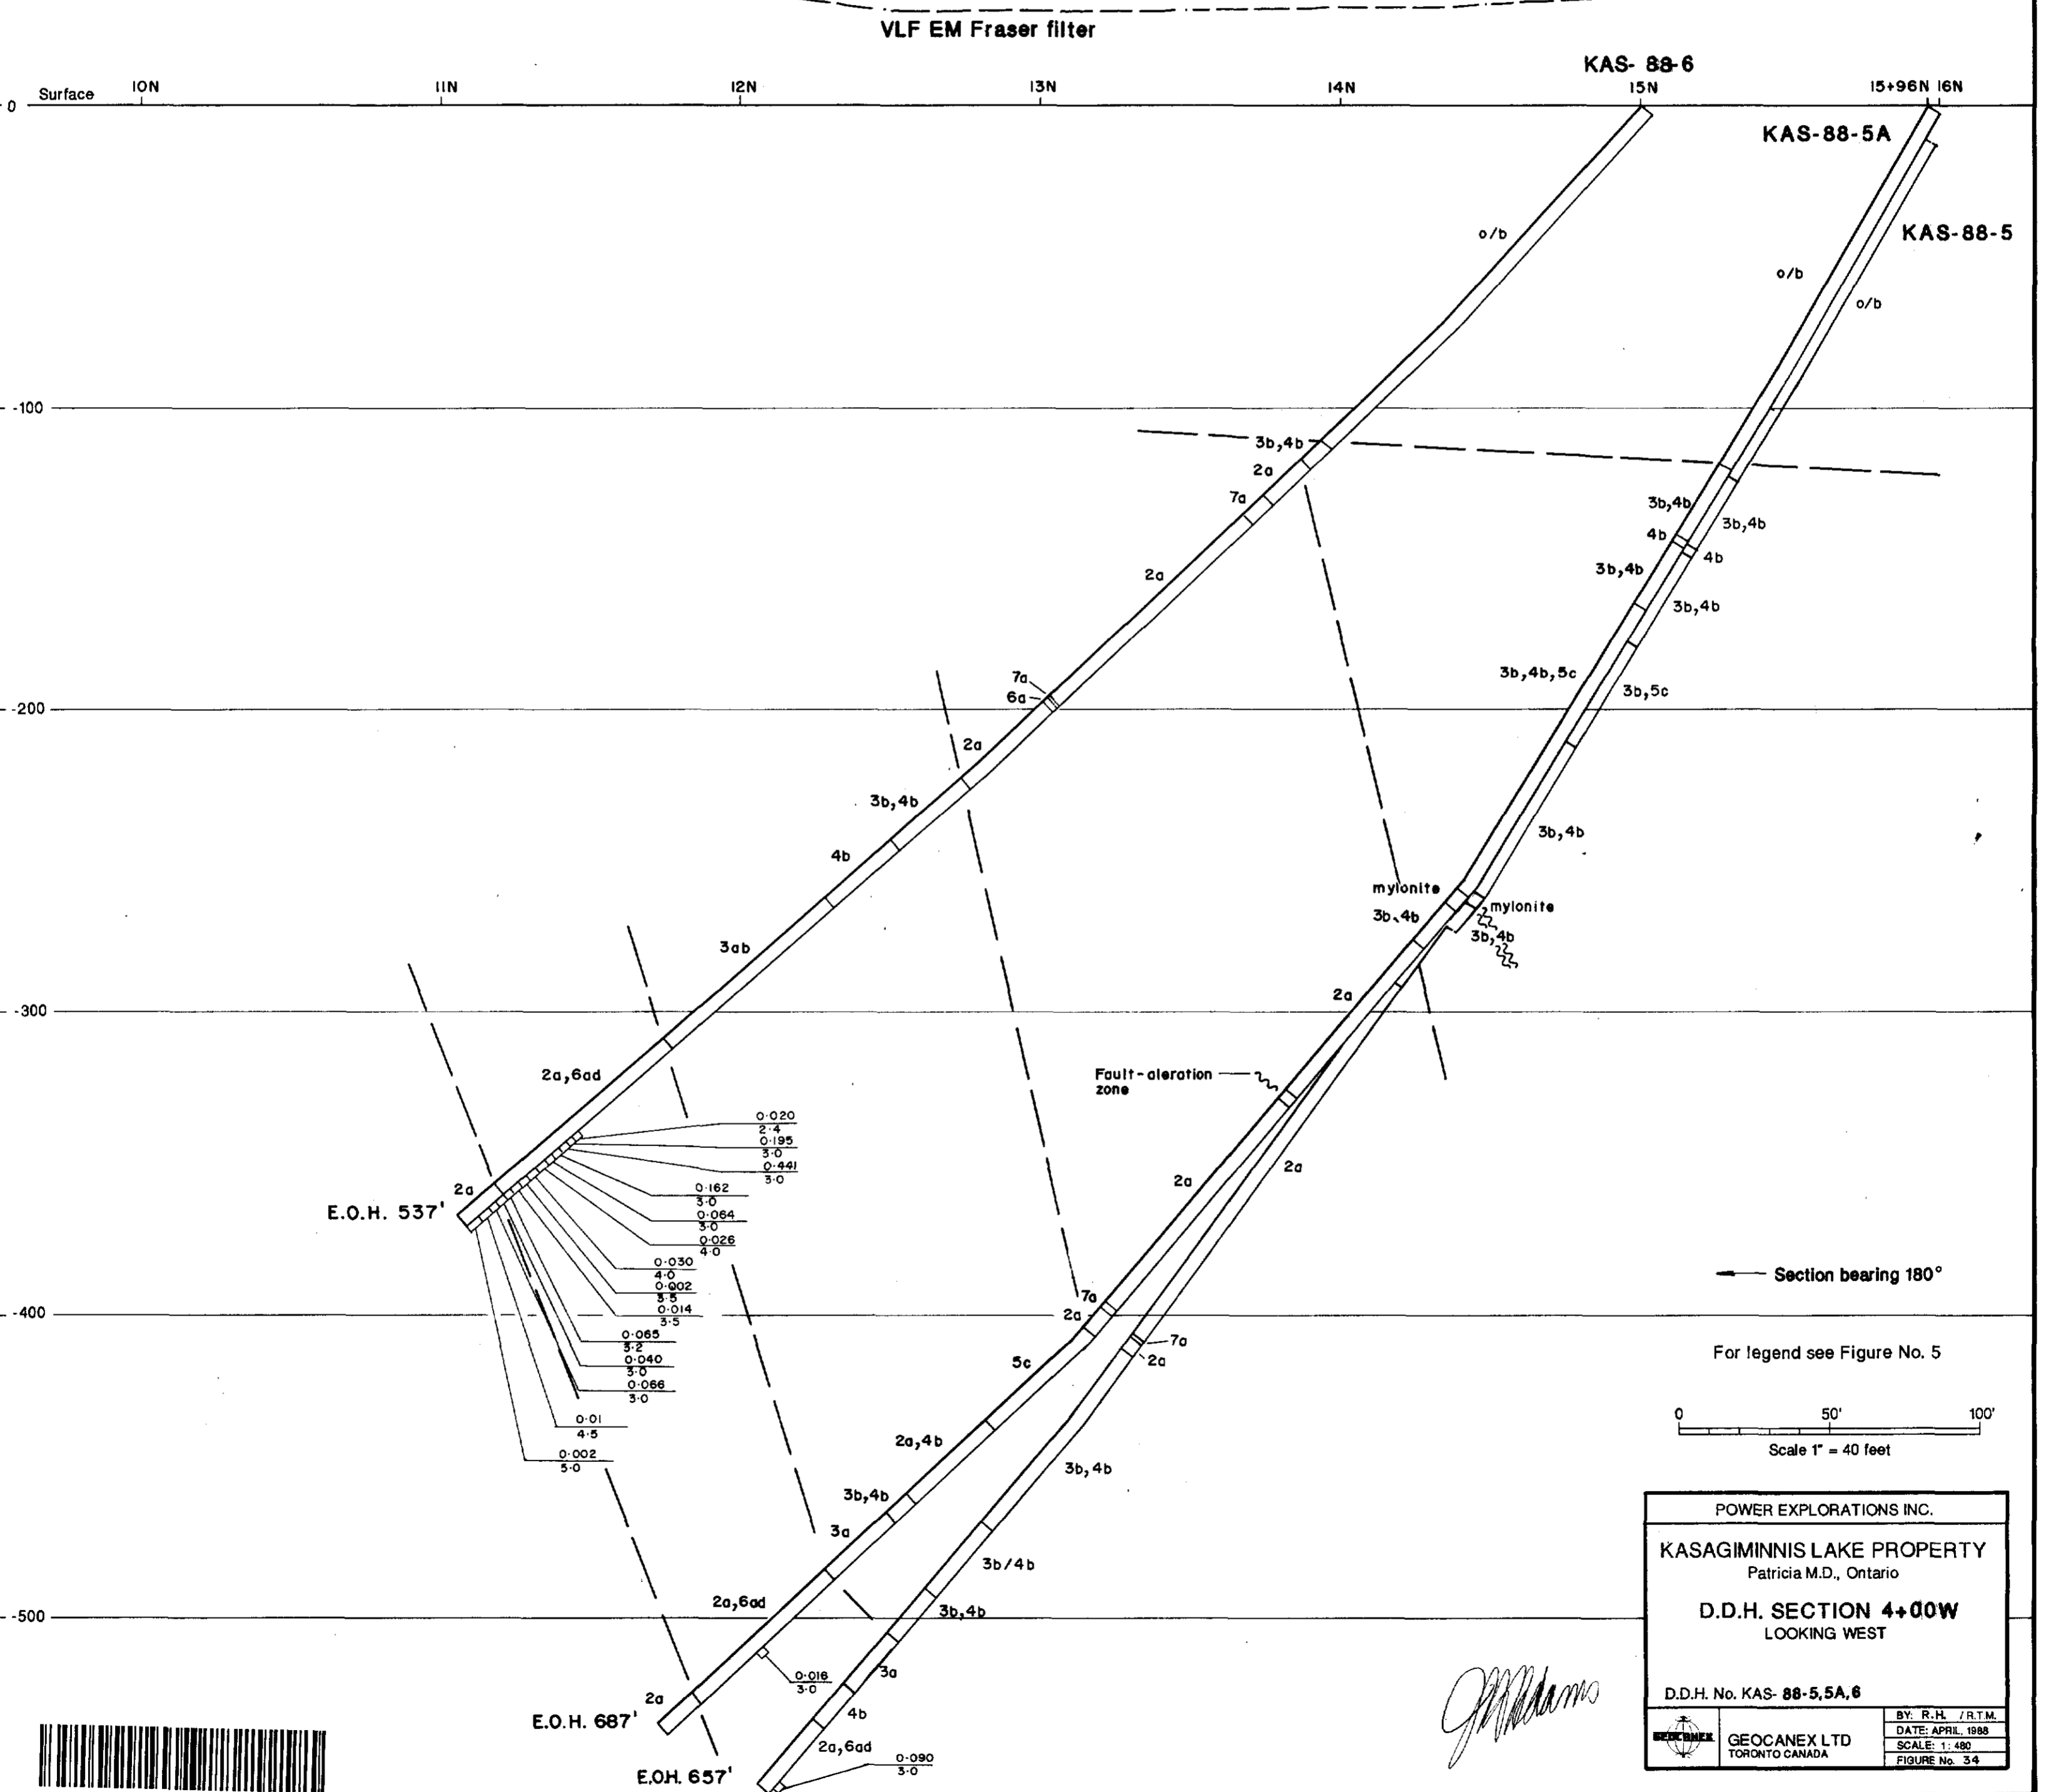 VLF EM Fraser filter
KAS- 88-6
Surface 10N 11N 12N 13N 14N 15N 15+96N 16N
0
KAS-88-5A
KAS-88-5
o/b
o/b
o/b
-100
3b,4b
2a
7a
3b,4b
3b,4b
4b
4b
3b,4b
2a
3b,4b
3b,4b,5c
7a
6a
3b,5c
-200
2a
3b,4b
3b,4b
4b
mylonite
mylonite
3b,4b
3b,4b
3ab
2a
-300
2a,6ad
Fault-aleration
zone
0·020
2·4
0·195
3·0
0·441
3·0
2a
2a
0·162
3·0
2a
E.O.H. 537'
0·064
3·0
0·026
4·0
0·030
4·0
0·002
3·5
0·014
3·5
Section bearing 180°
7a
2a
-400
0·065
3·2
0·040
3·0
0·066
3·0
7a
2a
5c
For legend see Figure No. 5
0·01
4·5
0·002
5·0
0 50' 100'
Scale 1" = 40 feet
2a,4b
3b,4b
3b,4b
3a
3b/4b
2a,6ad
3b,4b
-500
0·016
3·0
3a
2a
E.O.H. 687'
4b
2a,6ad
0·090
3·0
E.O.H. 657'
POWER EXPLORATIONS INC.
KASAGIMINNIS LAKE PROPERTY
Patricia M.D., Ontario
D.D.H. SECTION 4+00W
LOOKING WEST
D.D.H. No. KAS- 88-5,5A,6
GEOCANEX
GEOCANEX LTD
TORONTO CANADA
BY: R.H. / R.T.M.
DATE: APRIL, 1988
SCALE: 1: 480
FIGURE No. 34